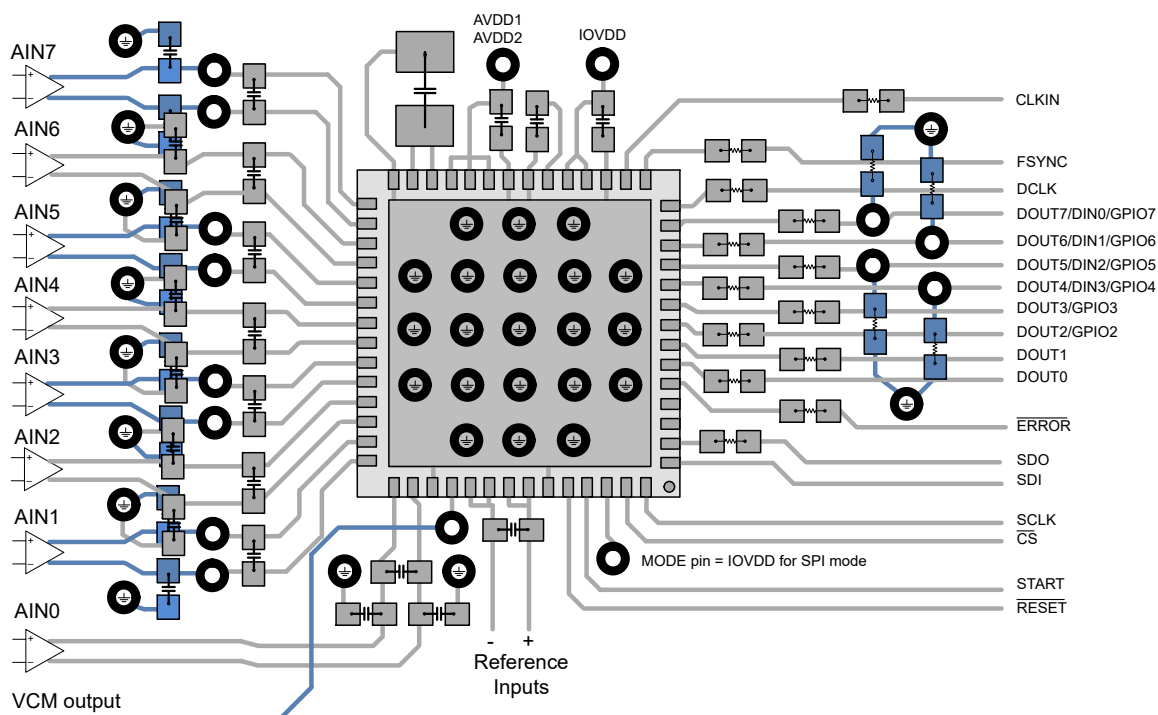 AVDD1
AVDD2
IOVDD
AIN7
AIN6
AIN5
AIN4
AIN3
AIN2
AIN1
AIN0
VCM output
CLKIN
FSYNC
DCLK
DOUT7/DIN0/GPIO7
DOUT6/DIN1/GPIO6
DOUT5/DIN2/GPIO5
DOUT4/DIN3/GPIO4
DOUT3/GPIO3
DOUT2/GPIO2
DOUT1
DOUT0
ERROR
SDO
SDI
SCLK
CS
MODE pin = IOVDD for SPI mode
START
RESET
- +
Reference
Inputs